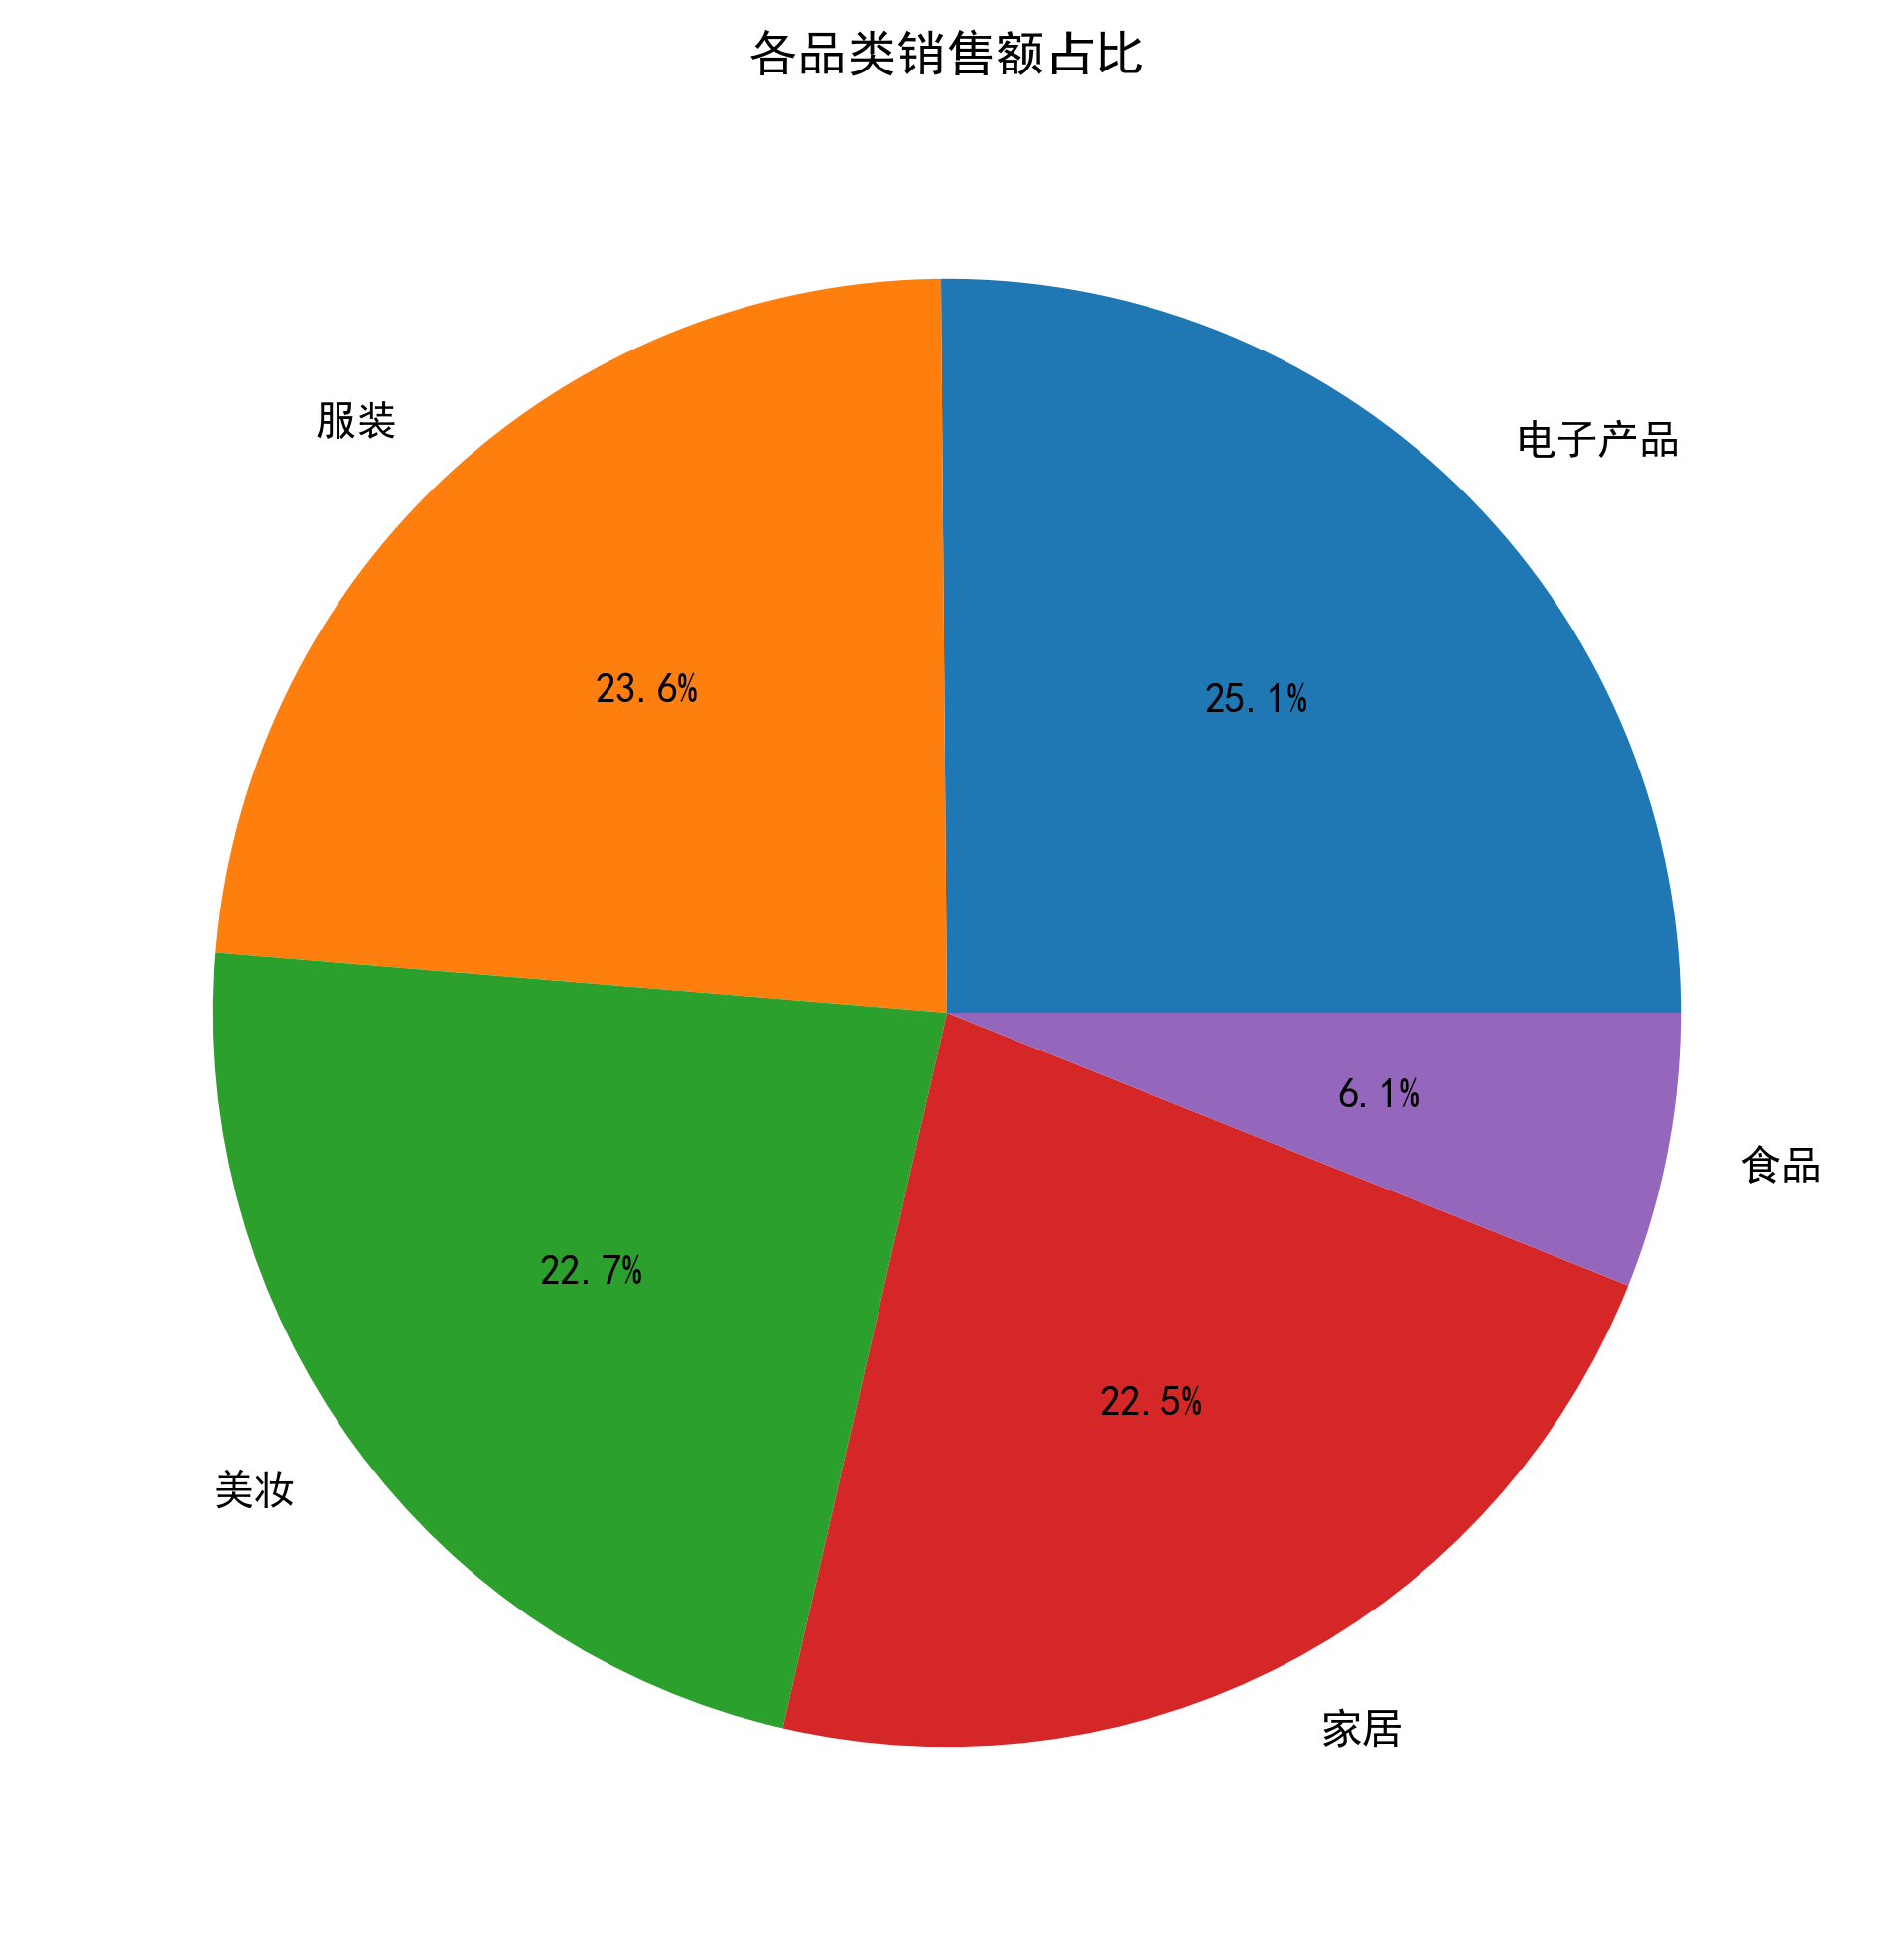 各品类销售额占比
服装
电子产品
23.6%
25.1%
6.1%
食品
22.7%
22.5%
美妆
家居